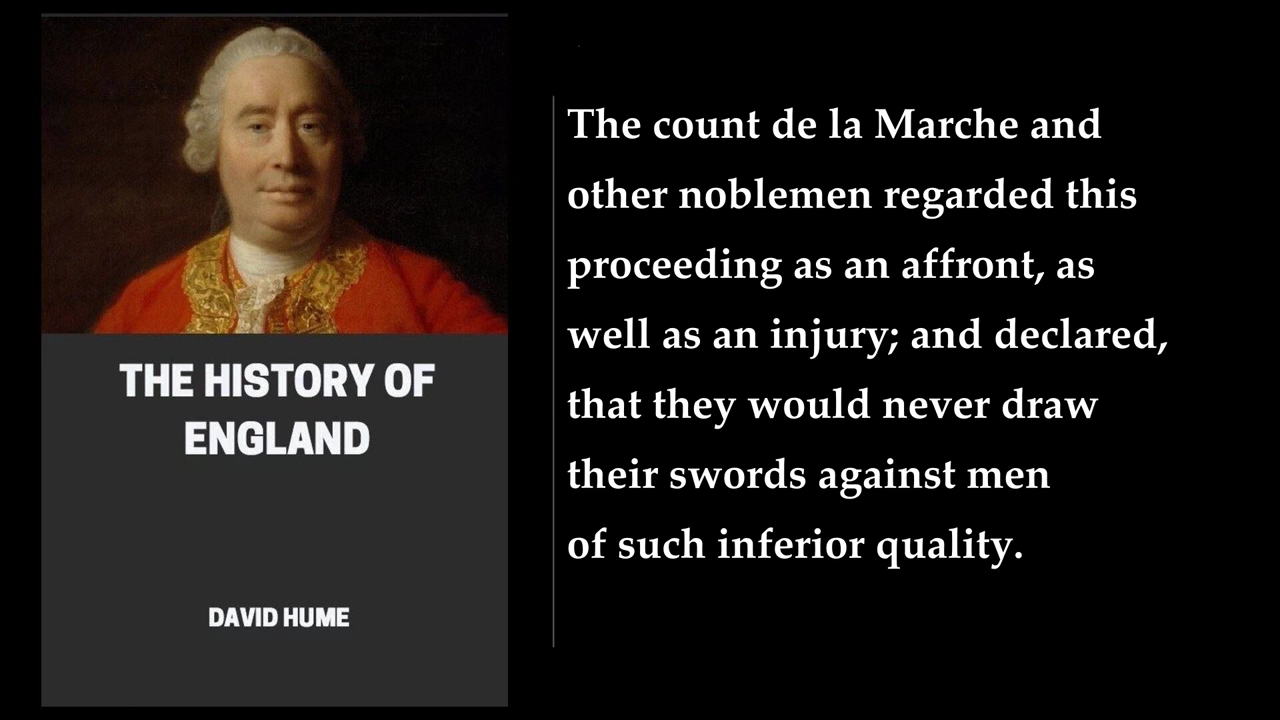 THE HISTORY OF
ENGLAND
DAVID HUME
The count de la Marche and
other noblemen regarded this
proceeding as an affront, as
well as an injury; and declared,
that they would never draw
their swords against men
of such inferior quality.